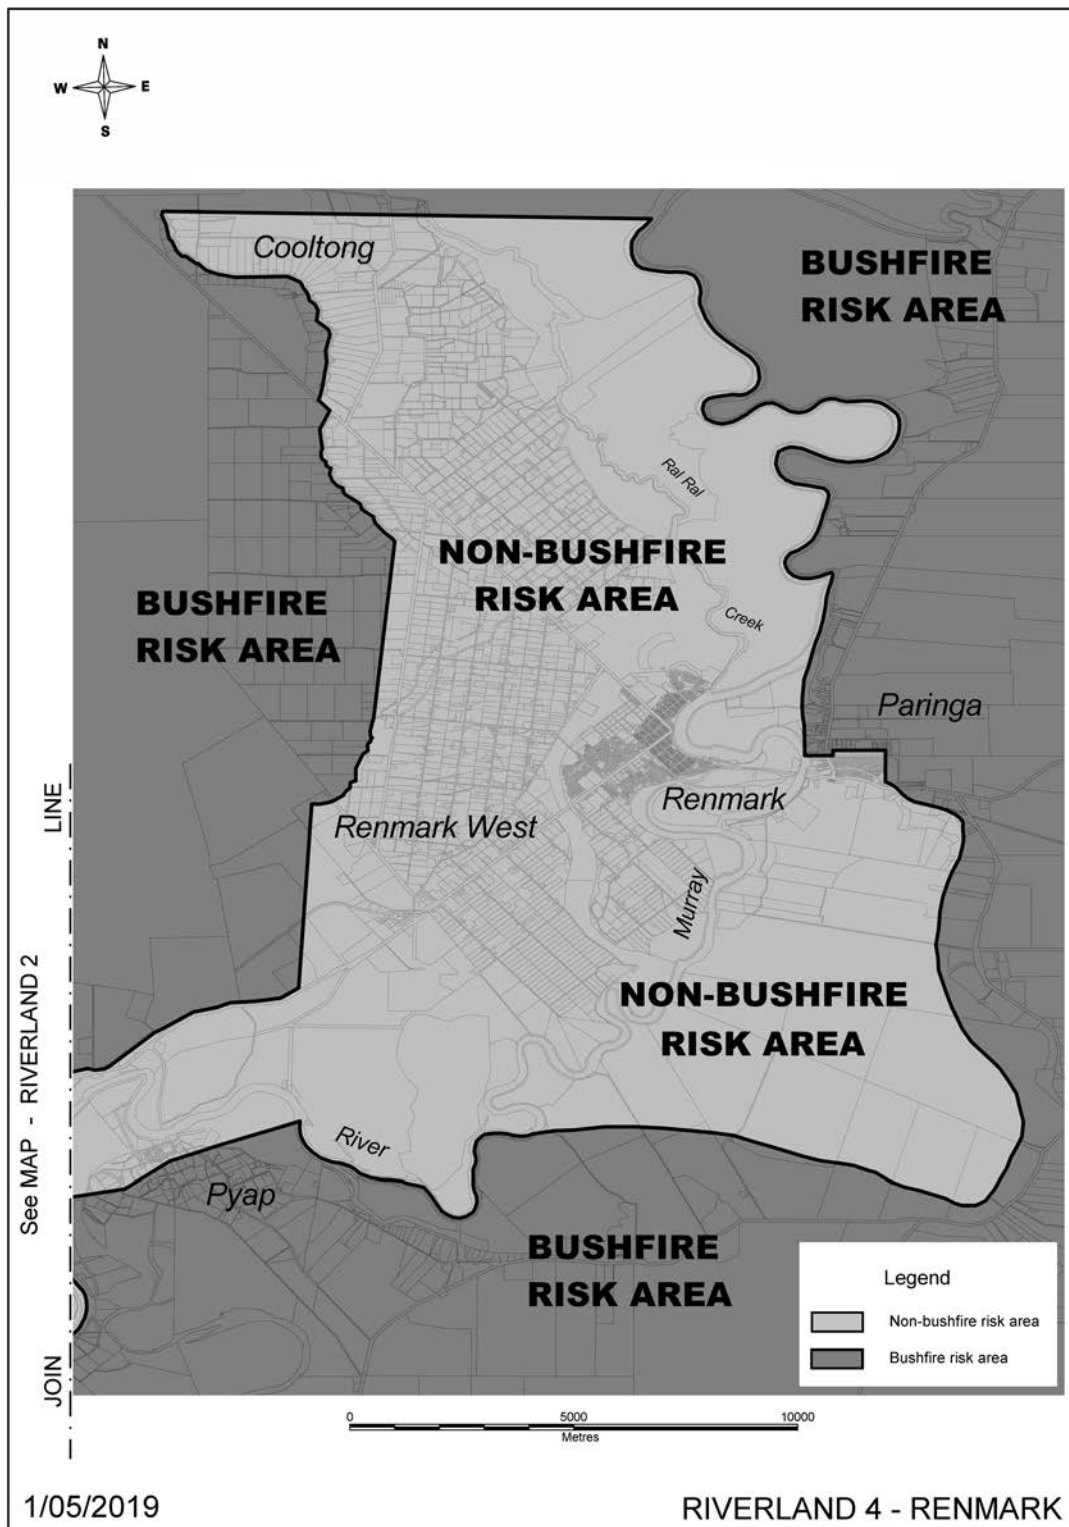 N
W E
S
Cooltong
BUSHFIRE
RISK AREA
Ral Ral
NON-BUSHFIRE
RISK AREA
BUSHFIRE
RISK AREA
Creek
Paringa
Renmark
Renmark West
Murray
NON-BUSHFIRE
RISK AREA
River
Pyap
BUSHFIRE
RISK AREA
See MAP - RIVERLAND 2
JOIN LINE
Legend
Non-bushfire risk area
Bushfire risk area
0 5000 10000
Metres
1/05/2019
RIVERLAND 4 - RENMARK